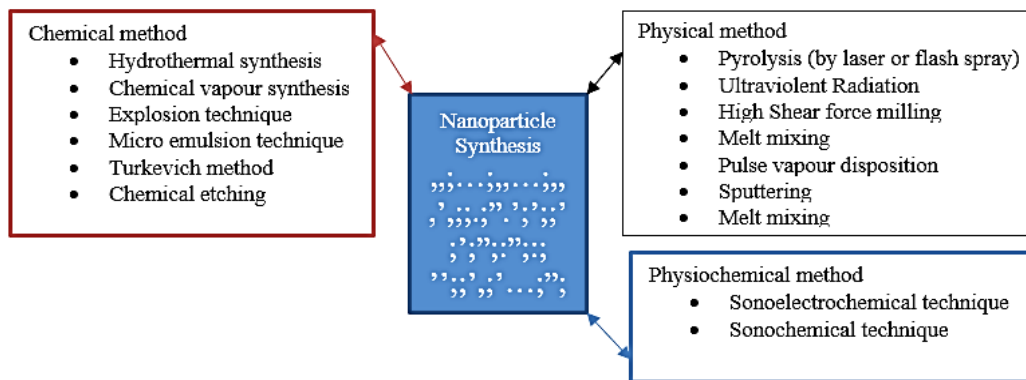 Chemical method
• Hydrothermal synthesis
• Chemical vapour synthesis
• Explosion technique
• Micro emulsion technique
• Turkevich method
• Chemical etching
Nanoparticle
Synthesis
,,;...;,,...;,,
,’,,;.;,” ‘;‘;;’
;‘;”;:”;:;
’,;;‘;;’...;”;
Physical method
• Pyrolysis (by laser or flash spray)
• Ultraviolent Radiation
• High Shear force milling
• Melt mixing
• Pulse vapour disposition
• Sputtering
• Melt mixing
Physiochemical method
• Sonoelectrochemical technique
• Sonochemical technique